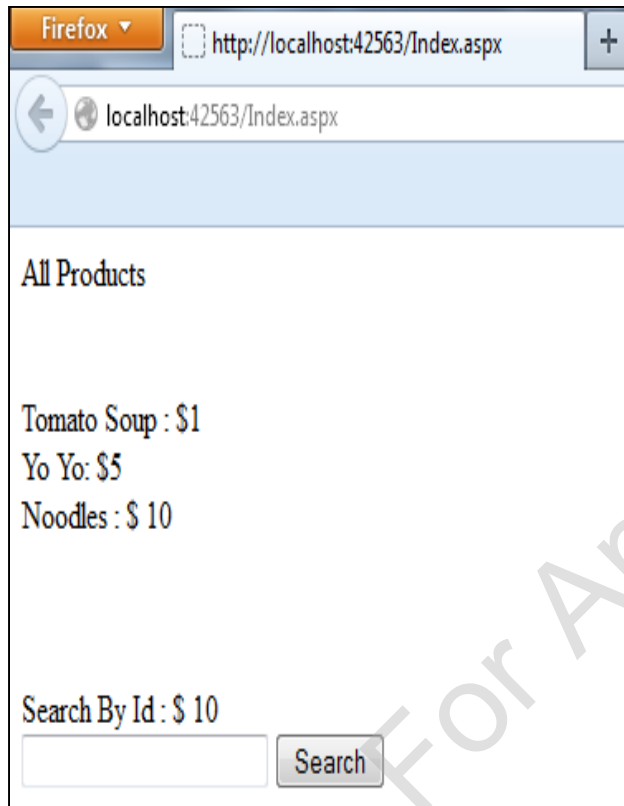 Firefox
http://localhost:42563/Index.aspx
localhost:42563/Index.aspx
All Products
Tomato Soup : $1
Yo Yo: $5
Noodles : $ 10
Search By Id : $ 10
Search
For